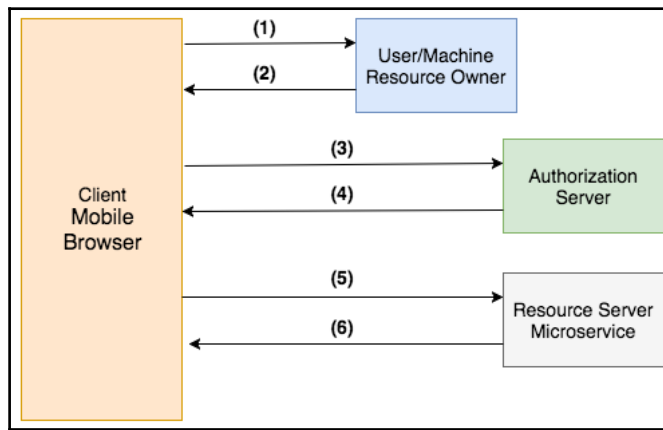 (1)
User/Machine
Resource Owner
(2)
(3)
Authorization
Server
(4)
Client
Mobile
Browser
(5)
Resource Server
Microservice
(6)